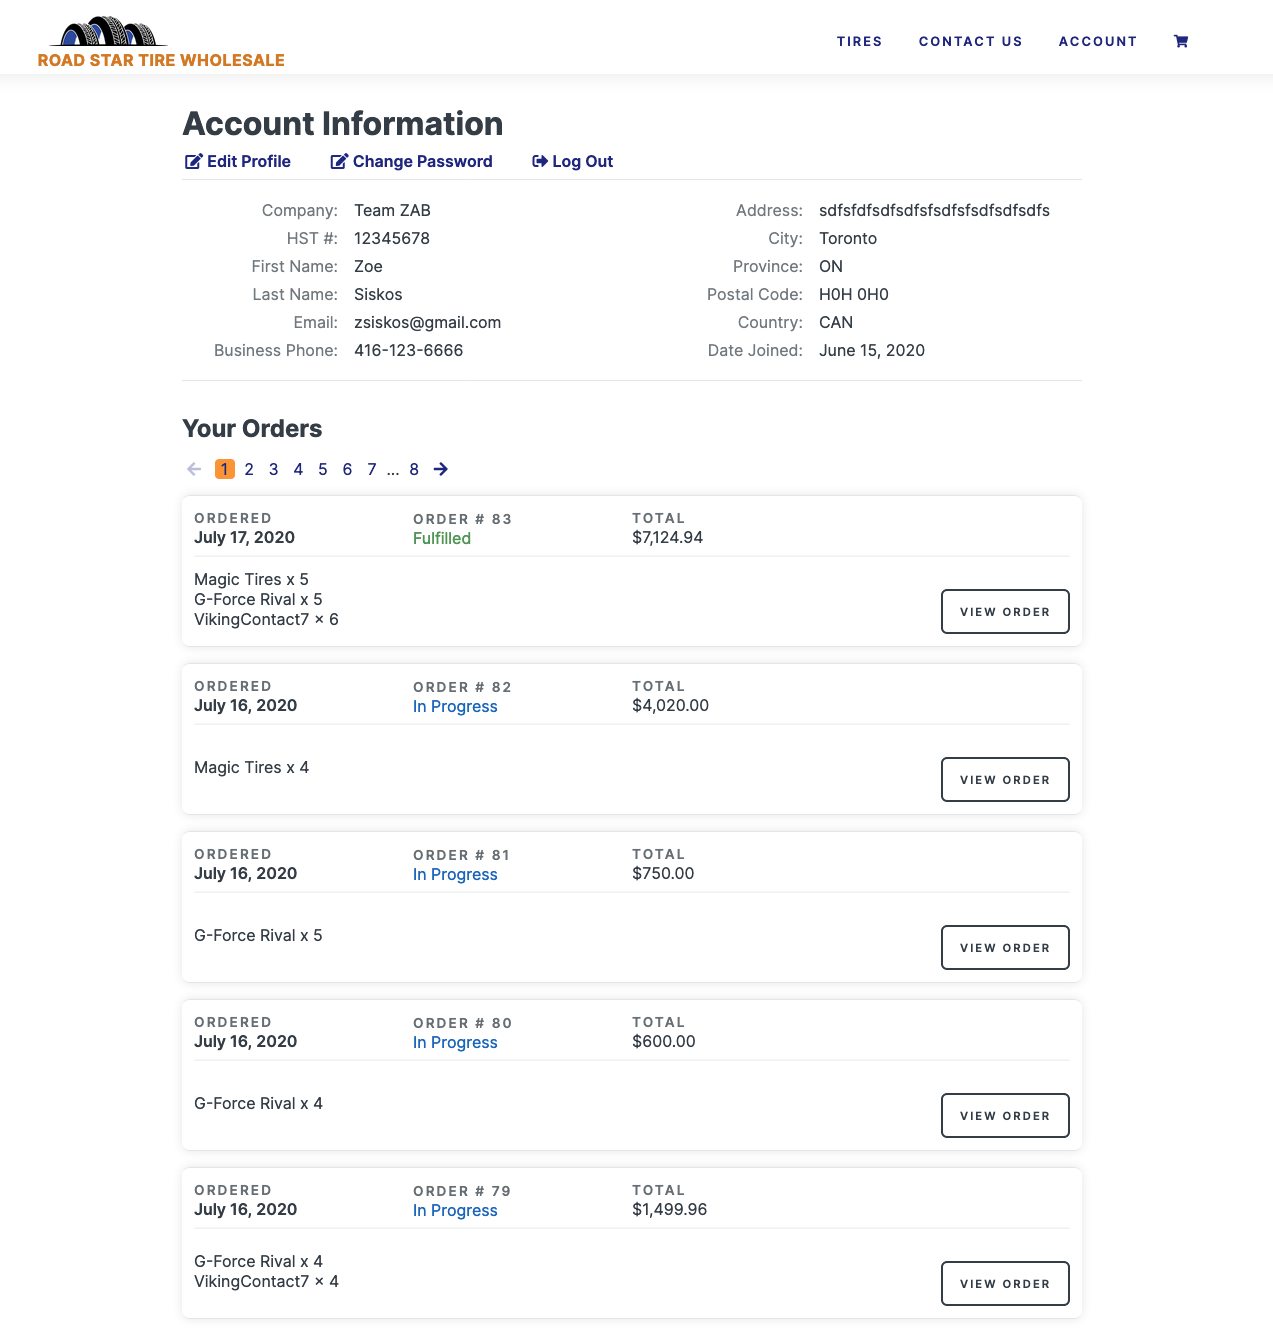 ROAD STAR TIRE WHOLESALE
TIRES CONTACT US ACCOUNT
Account Information
Edit Profile Change Password Log Out
Company: Team ZAB
HST #: 12345678
First Name: Zoe
Last Name: Siskos
Email: zsiskos@gmail.com
Business Phone: 416-123-6666
Address: sdfsfdfsdfsdfsfsdfsfsdfsdfsdfs
City: Toronto
Province: ON
Postal Code: H0H 0H0
Country: CAN
Date Joined: June 15, 2020
Your Orders
1 2 3 4 5 6 7 ... 8
ORDERED ORDER # 83 TOTAL
July 17, 2020 Fulfilled $7,124.94
Magic Tires x 5
G-Force Rival x 5
VikingContact7 × 6
VIEW ORDER
ORDERED ORDER # 82 TOTAL
July 16, 2020 In Progress $4,020.00
Magic Tires x 4
VIEW ORDER
ORDERED ORDER # 81 TOTAL
July 16, 2020 In Progress $750.00
G-Force Rival x 5
VIEW ORDER
ORDERED ORDER # 80 TOTAL
July 16, 2020 In Progress $600.00
G-Force Rival x 4
VIEW ORDER
ORDERED ORDER # 79 TOTAL
July 16, 2020 In Progress $1,499.96
G-Force Rival x 4
VikingContact7 × 4
VIEW ORDER